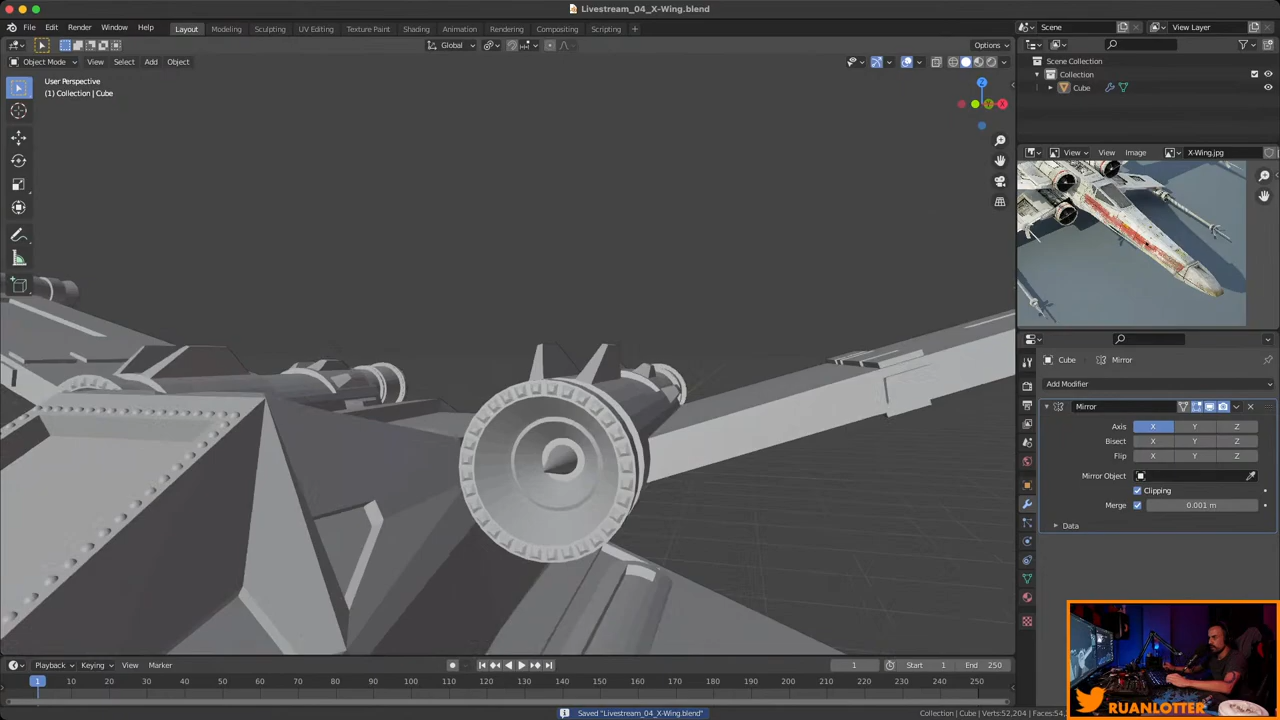 Livestream_04_X-Wing.blend
File Edit Render Window Help Layout Modeling Sculpting UV Editing Texture Paint Shading Animation Rendering Compositing Scripting + Scene View Layer
Global Options
Object Mode View Select Add Object
User Perspective
(1) Collection | Cube
Z
Y
X
Scene Collection
Collection
Cube
View View Image X-Wing.jpg
Cube Mirror
Add Modifier
Mirror
Axis X Y Z
Bisect X Y Z
Flip X Y Z
Mirror Object
Clipping
Merge 0.001 m
Data
RUANLOTTER
Playback Keying View Marker 1 Start 1 End 250
1 10 20 30 40 50 60 70 80 90 100 110 120 130 140 150 160 170 180 190 200 210 220 230 240 250
Saved "Livestream_04_X-Wing.blend" Collection | Cube | Verts:52,204 | Faces:54,